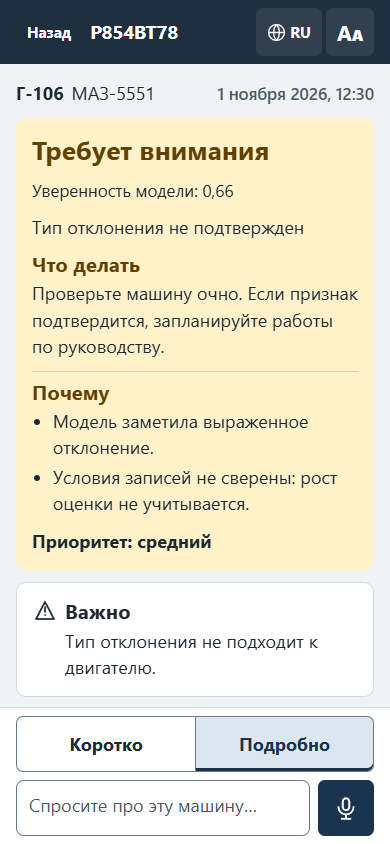 Назад P854BT78 RU Aa
Г-106 МАЗ-5551 1 ноября 2026, 12:30
Требует внимания
Уверенность модели: 0,66
Тип отклонения не подтвержден
Что делать
Проверьте машину очно. Если признак
подтвердится, запланируйте работы
по руководству.
Почему
• Модель заметила выраженное
отклонение.
• Условия записей не сверены: рост
оценки не учитывается.
Приоритет: средний
Важно
Тип отклонения не подходит к
двигателю.
Коротко Подробно
Спросите про эту машину...